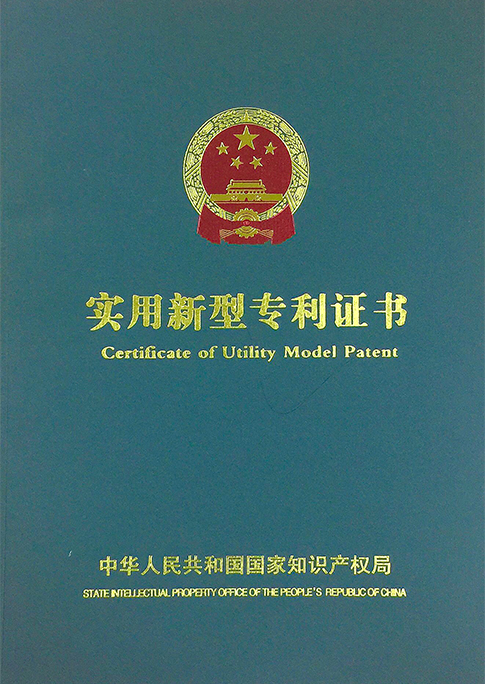 实用新型专利证书
Certificate of Utility Model Patent
中华人民共和国国家知识产权局
STATE INTELLECTUAL PROPERTY OFFICE OF THE PEOPLE'S REPUBLIC OF CHINA